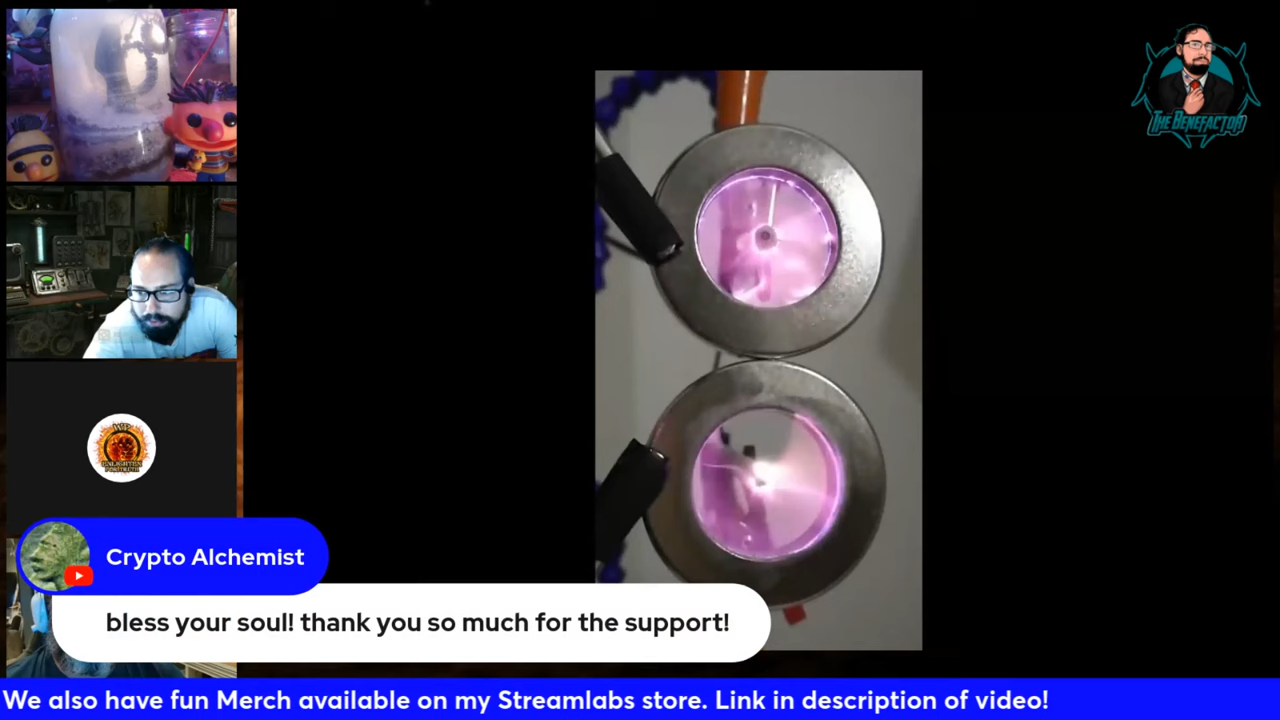 THE BENEFACTOR
Crypto Alchemist
bless your soul! thank you so much for the support!
We also have fun Merch available on my Streamlabs store. Link in description of video!